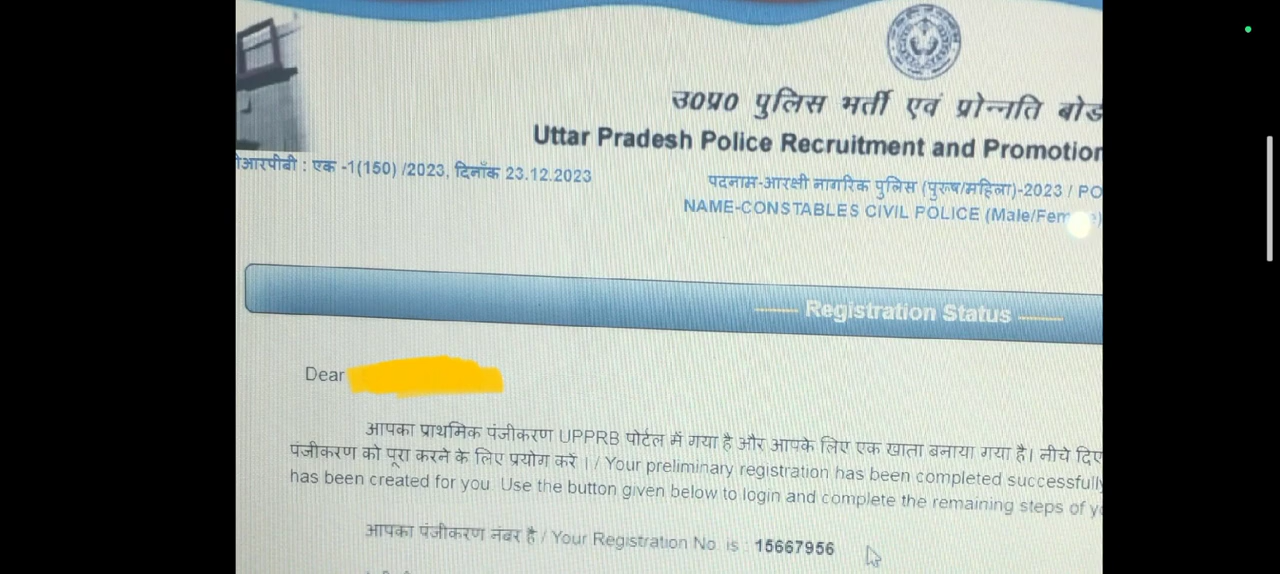 उ0प्र0 पुलिस भर्ती एवं प्रोन्नति
Uttar Pradesh Police Recruitment and Promotion
: एक -1(150) /2023, दिनाँक 23.12.2023
पदनाम-आरक्षी नागरिक पुलिस (पुरूष/महिला)-2023 / PO
NAME-CONSTABLES CIVIL POLICE (Male/Fem
Registration Status
Dear
आपका प्राथमिक पंजीकरण UPPRB पोर्टल में गया है और आपके लिए एक खाता बनाया गया है। नीचे दिए
पंजीकरण को पूरा करने के लिए प्रयोग करें । / Your preliminary registration has been completed successfully
has been created for you. Use the button given below to login and complete the remaining steps of
आपका पंजीकरण नंबर है / Your Registration No. is : 15667956